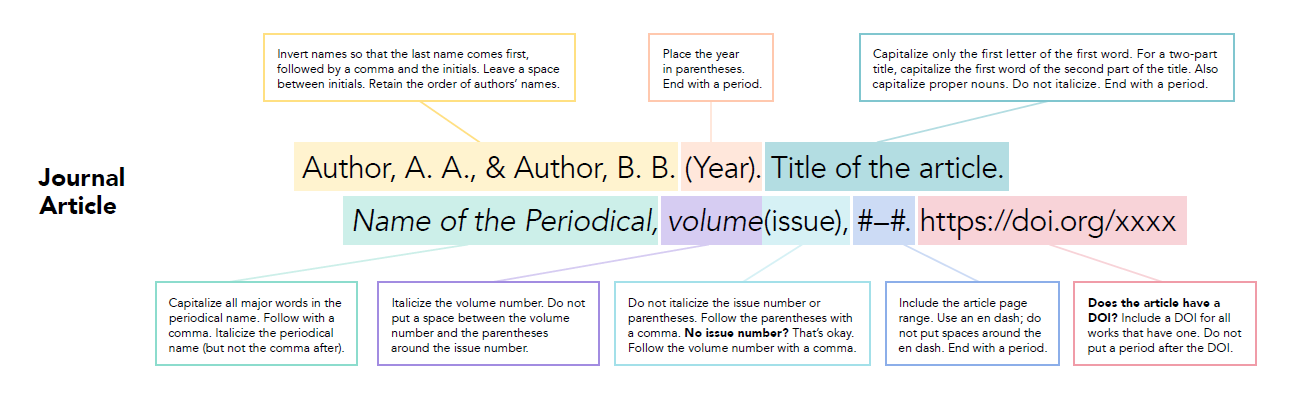 Invert names so that the last name comes first,
followed by a comma and the initials. Leave a space
between initials. Retain the order of authors’ names.
Place the year
in parentheses.
End with a period.
Capitalize only the first letter of the first word. For a two-part
title, capitalize the first word of the second part of the title. Also
capitalize proper nouns. Do not italicize. End with a period.
Journal
Article
Author, A. A., & Author, B. B. (Year). Title of the article.
Name of the Periodical, volume(issue), #–#. https://doi.org/xxxx
Capitalize all major words in the
periodical name. Follow with a
comma. Italicize the periodical
name (but not the comma after).
Italicize the volume number. Do not
put a space between the volume
number and the parentheses
around the issue number.
Do not italicize the issue number or
parentheses. Follow the parentheses with
a comma. No issue number? That’s okay.
Follow the volume number with a comma.
Include the article page
range. Use an en dash; do
not put spaces around the
en dash. End with a period.
Does the article have a
DOI? Include a DOI for all
works that have one. Do not
put a period after the DOI.